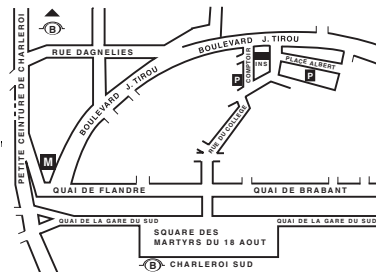 PETITE CEINTURE DE CHARLEROI
B
RUE DAGNELIES
BOULEVARD J. TIROU
BOULEVARD J. TIROU
COMPTOIR
INS
PLACE ALBERT
P
P
RUE DU COLLEGE
M
QUAI DE FLANDRE
QUAI DE BRABANT
QUAI DE LA GARE DU SUD
QUAI DE LA GARE DU SUD
SQUARE DES
MARTYRS DU 18 AOUT
B CHARLEROI SUD